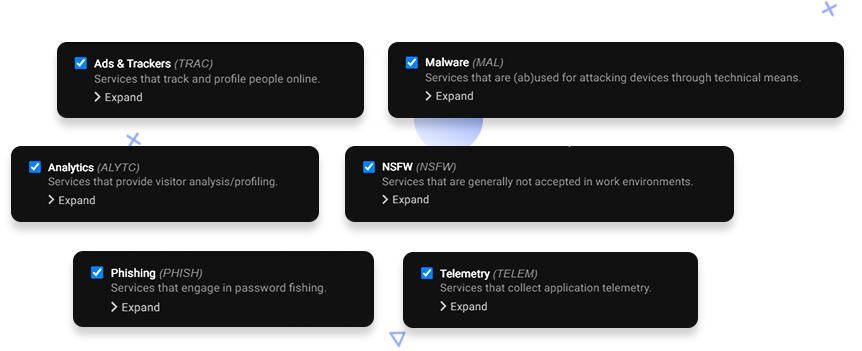 Ads & Trackers (TRAC)
Services that track and profile people online.
Expand
Malware (MAL)
Services that are (ab)used for attacking devices through technical means.
Expand
Analytics (ALYTC)
Services that provide visitor analysis/profiling.
Expand
NSFW (NSFW)
Services that are generally not accepted in work environments.
Expand
Phishing (PHISH)
Services that engage in password fishing.
Expand
Telemetry (TELEM)
Services that collect application telemetry.
Expand